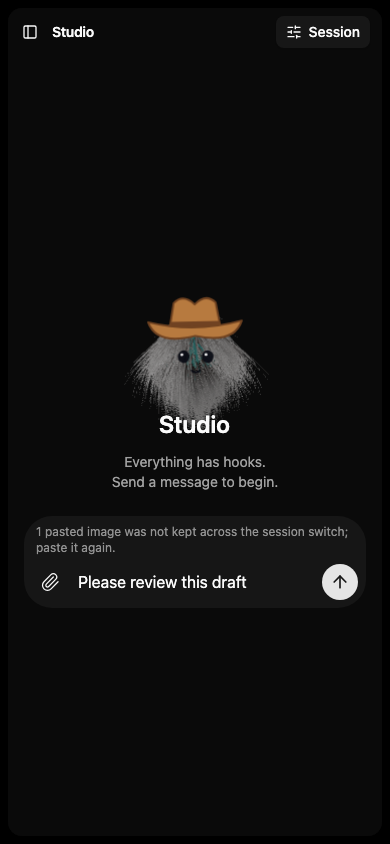 Studio
Session
Studio
Everything has hooks.
Send a message to begin.
1 pasted image was not kept across the session switch;
paste it again.
Please review this draft